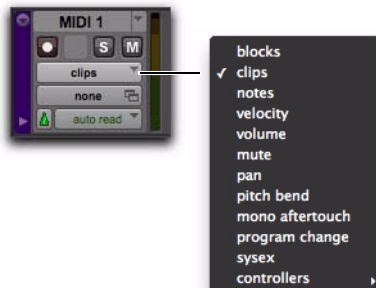 MIDI 1
S M
clips
none
auto read
blocks
✓ clips
notes
velocity
volume
mute
pan
pitch bend
mono aftertouch
program change
sysex
controllers